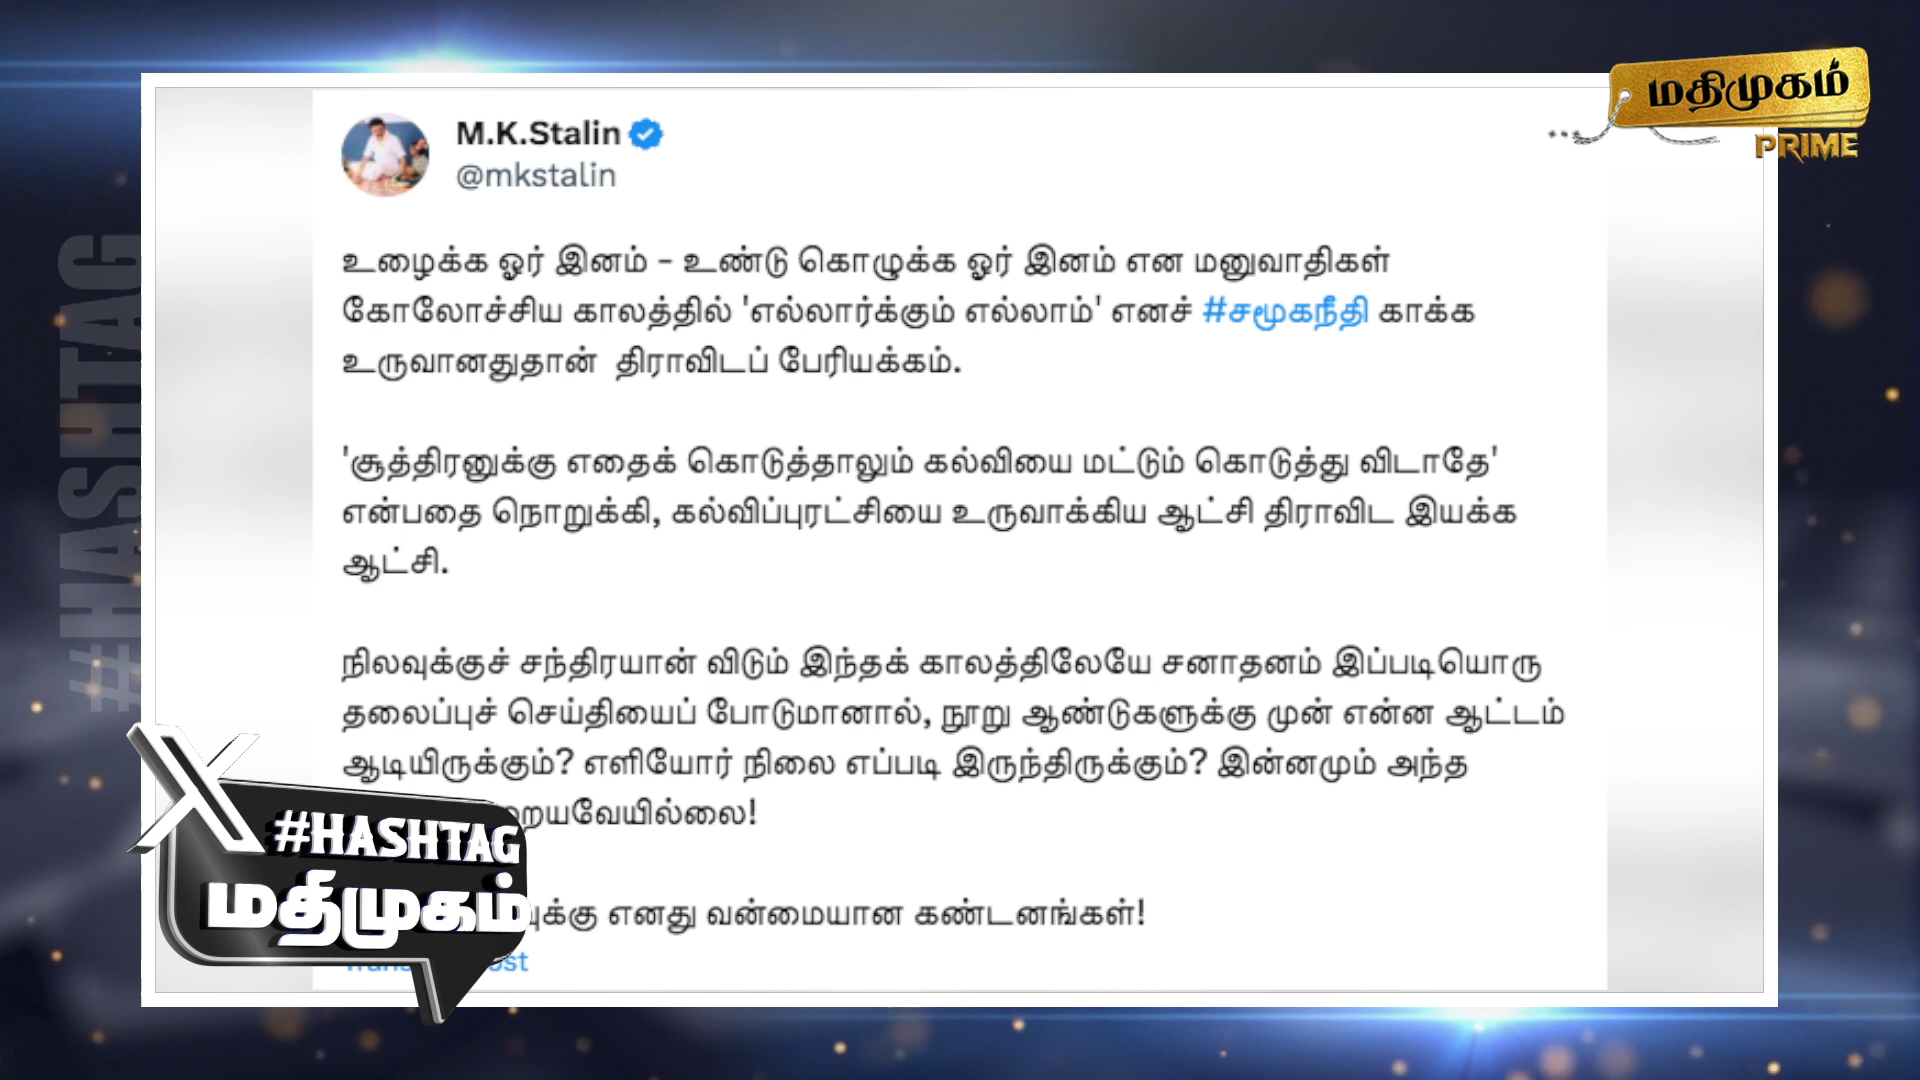 மதிமுகம்
PRIME
M.K.Stalin
@mkstalin
உழைக்க ஓர் இனம் - உண்டு கொழுக்க ஓர் இனம் என மனுவாதிகள்
கோலோச்சிய காலத்தில் 'எல்லார்க்கும் எல்லாம்' எனச் #சமூகநீதி காக்க
உருவானதுதான் திராவிடப் பேரியக்கம்.
'சூத்திரனுக்கு எதைக் கொடுத்தாலும் கல்வியை மட்டும் கொடுத்து விடாதே'
என்பதை நொறுக்கி, கல்விப்புரட்சியை உருவாக்கிய ஆட்சி திராவிட இயக்க
ஆட்சி.
நிலவுக்குச் சந்திரயான் விடும் இந்தக் காலத்திலேயே சனாதனம் இப்படியொரு
தலைப்புச் செய்தியைப் போடுமானால், நூறு ஆண்டுகளுக்கு முன் என்ன ஆட்டம்
ஆடியிருக்கும்? எளியோர் நிலை எப்படி இருந்திருக்கும்? இன்னமும் அந்த
எனது வன்மையான கண்டனங்கள்!
#HASHTAG
#HASHTAG
மதிமுகம்